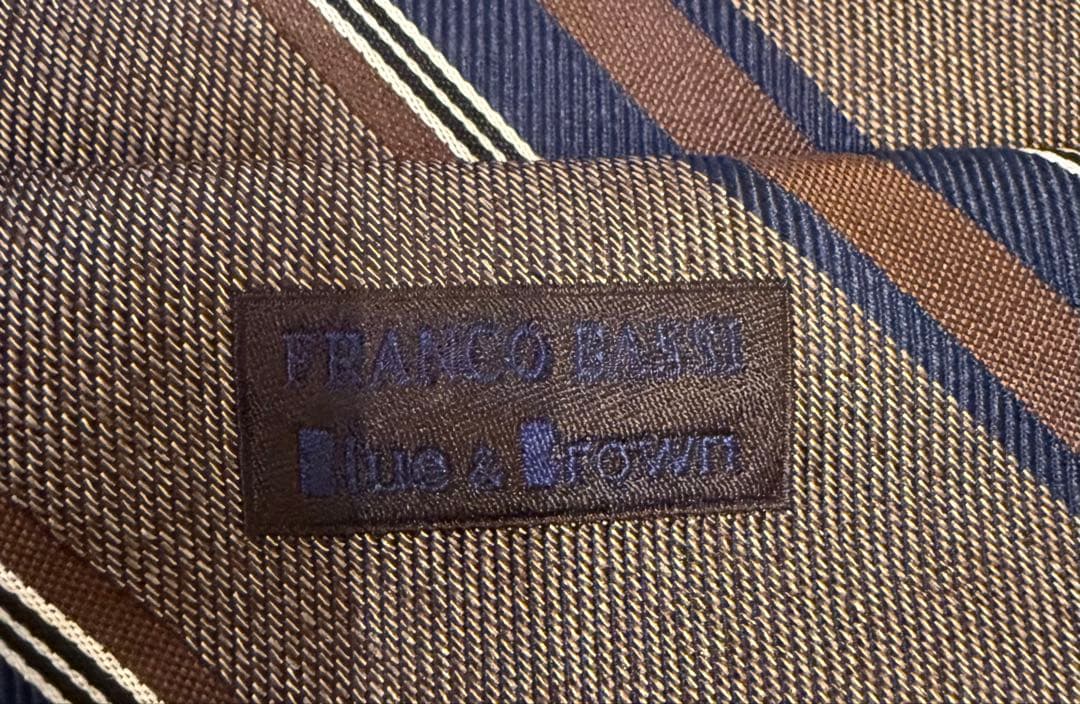 FRANCO BASSI
Blue & Brown